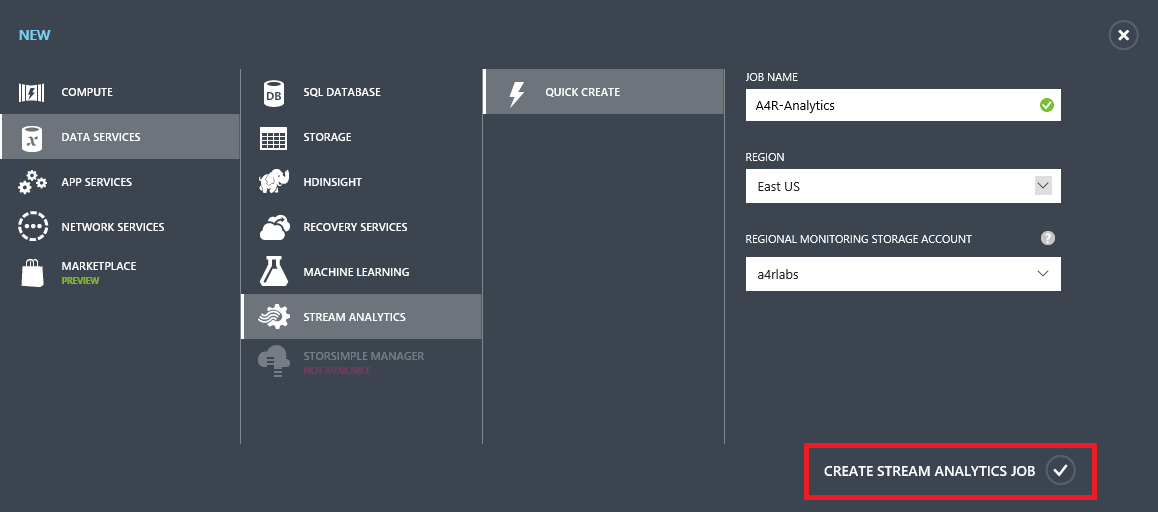 NEW
COMPUTE
DATA SERVICES
APP SERVICES
NETWORK SERVICES
MARKETPLACE
PREVIEW
DB
SQL DATABASE
STORAGE
HDINSIGHT
RECOVERY SERVICES
MACHINE LEARNING
STREAM ANALYTICS
STORSIMPLE MANAGER
NOT AVAILABLE
QUICK CREATE
JOB NAME
A4R-Analytics
REGION
East US
REGIONAL MONITORING STORAGE ACCOUNT ?
a4rlabs
CREATE STREAM ANALYTICS JOB